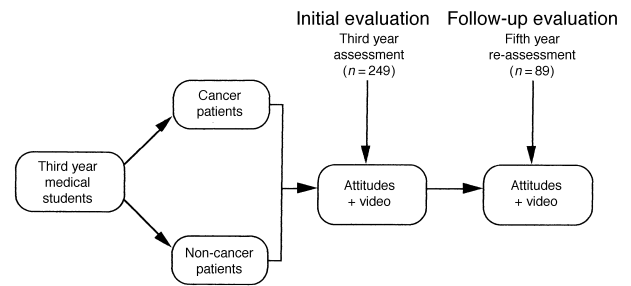 Initial evaluation
Third year
assessment
(n = 249)
Follow-up evaluation
Fifth year
re-assessment
(n = 89)
Cancer
patients
Third year
medical
students
Non-cancer
patients
Attitudes
+ video
Attitudes
+ video